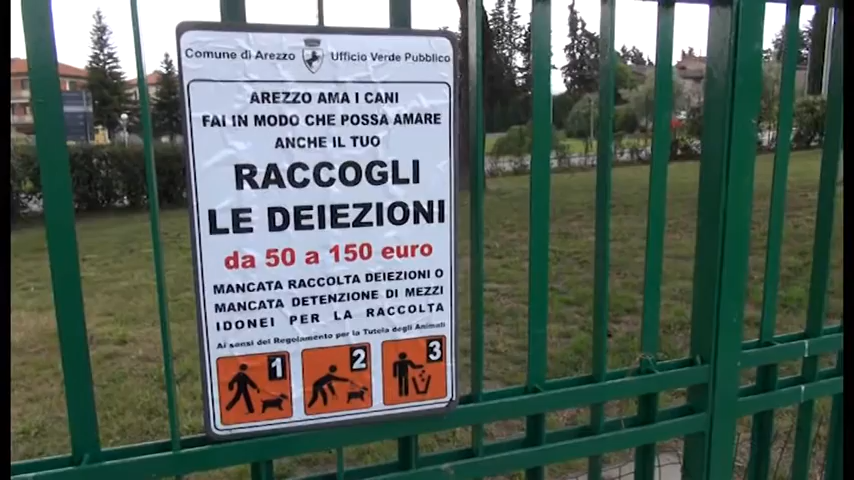 Comune di Arezzo Ufficio Verde Pubblico
AREZZO AMA I CANI
FAI IN MODO CHE POSSA AMARE
ANCHE IL TUO
RACCOGLI
LE DEIEZIONI
da 50 a 150 euro
MANCATA RACCOLTA DEIEZIONI O
MANCATA DETENZIONE DI MEZZI
IDONEI PER LA RACCOLTA
Ai sensi del Regolamento per la Tutela degli Animali
1 2 3